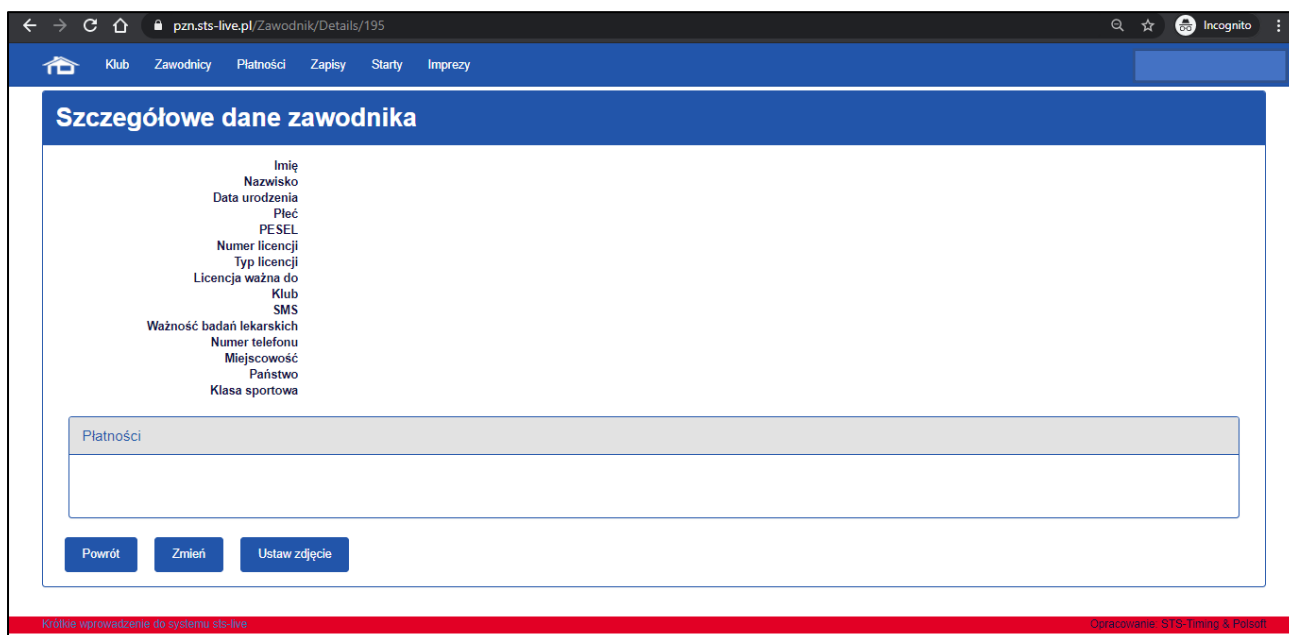 pzn.sts-live.pl/Zawodnik/Details/195 Incognito
Klub Zawodnicy Płatności Zapisy Starty Imprezy
Szczegółowe dane zawodnika
Imię
Nazwisko
Data urodzenia
Płeć
PESEL
Numer licencji
Typ licencji
Licencja ważna do
Klub
SMS
Ważność badań lekarskich
Numer telefonu
Miejscowość
Państwo
Klasa sportowa
Płatności
Powrót Zmień Ustaw zdjęcie
Krótkie wprowadzenie do systemu sts-live Opracowanie: STS-Timing & Polsoft